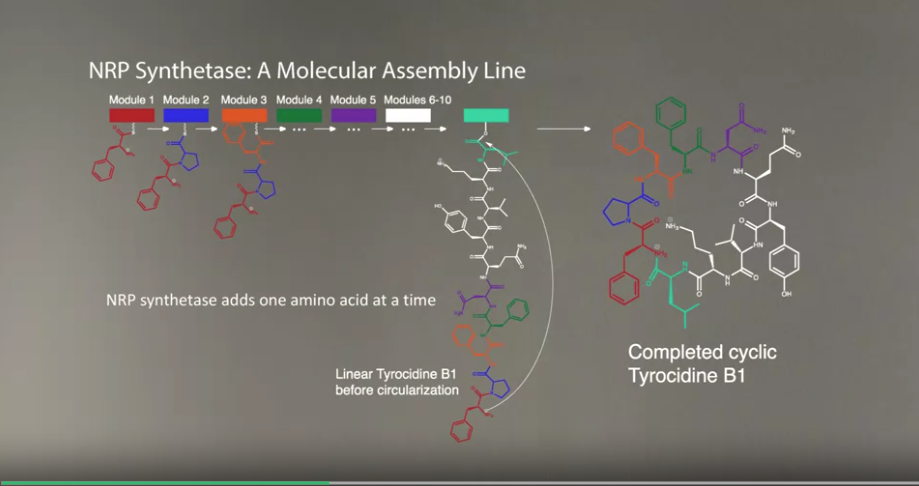 NRP Synthetase: A Molecular Assembly Line
Module 1 Module 2 Module 3 Module 4 Module 5 Modules 6-10
NRP synthetase adds one amino acid at a time
Linear Tyrocidine B1
before circularization
Completed cyclic
Tyrocidine B1